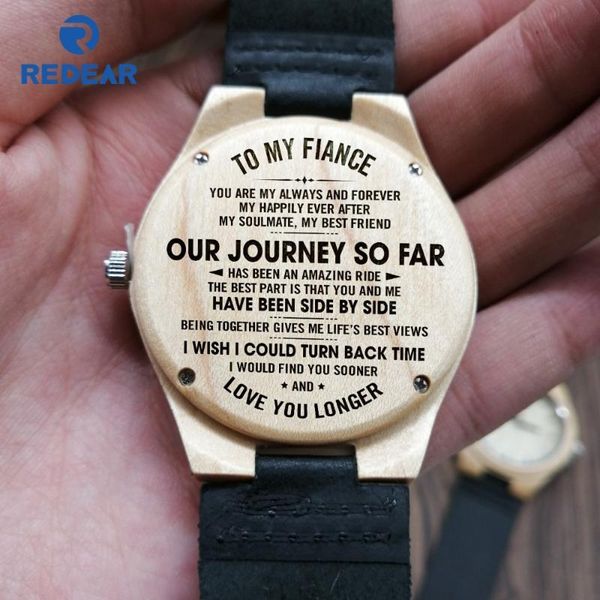 REDEAR
TO MY FIANCE
YOU ARE MY ALWAYS AND FOREVER
MY HAPPILY EVER AFTER
MY SOULMATE, MY BEST FRIEND
OUR JOURNEY SO FAR
HAS BEEN AN AMAZING RIDE
THE BEST PART IS THAT YOU AND ME
HAVE BEEN SIDE BY SIDE
BEING TOGETHER GIVES ME LIFE'S BEST VIEWS
I WISH I COULD TURN BACK TIME
I WOULD FIND YOU SOONER
★ AND ★
LOVE YOU LONGER